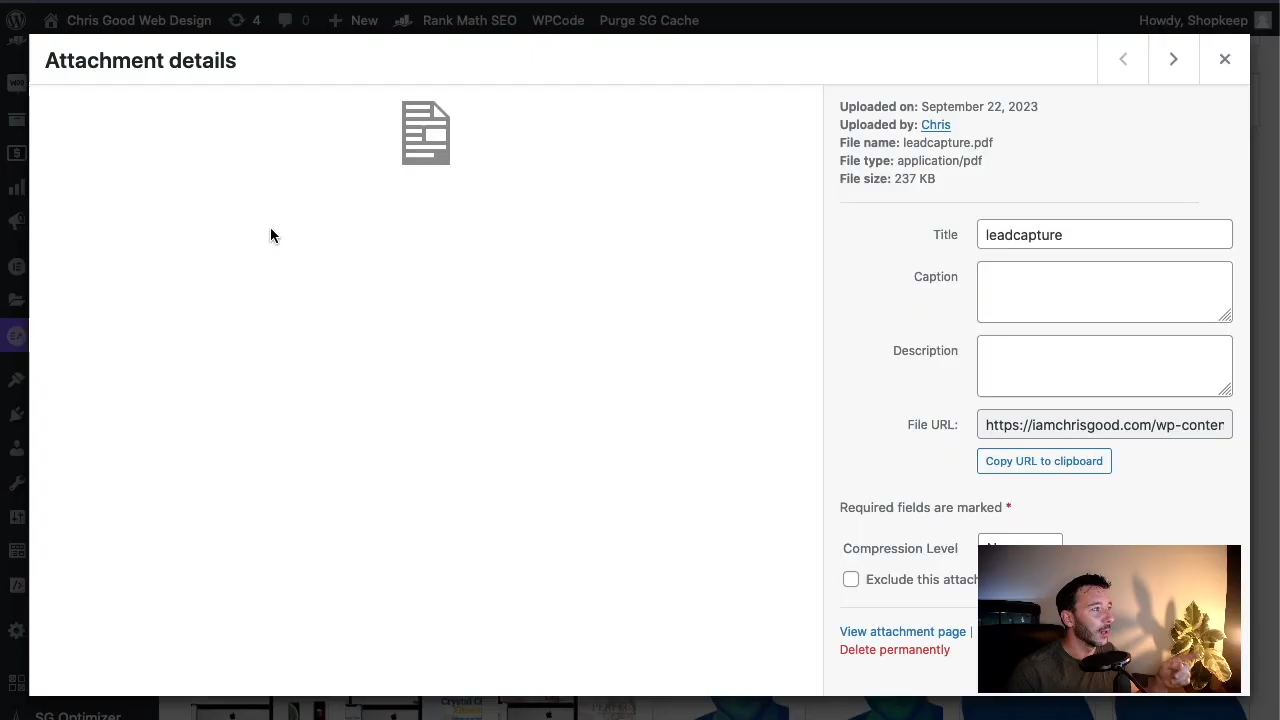 Chris Good Web Design 4 0 New Rank Math SEO WPCode Purge SG Cache Howdy, Shopkeep
Attachment details
Uploaded on: September 22, 2023
Uploaded by: Chris
File name: leadcapture.pdf
File type: application/pdf
File size: 237 KB
Title leadcapture
Caption
Description
File URL: https://iamchrisgood.com/wp-conten
Copy URL to clipboard
Required fields are marked *
Compression Level
Exclude this attach
View attachment page |
Delete permanently
SG Optimizer